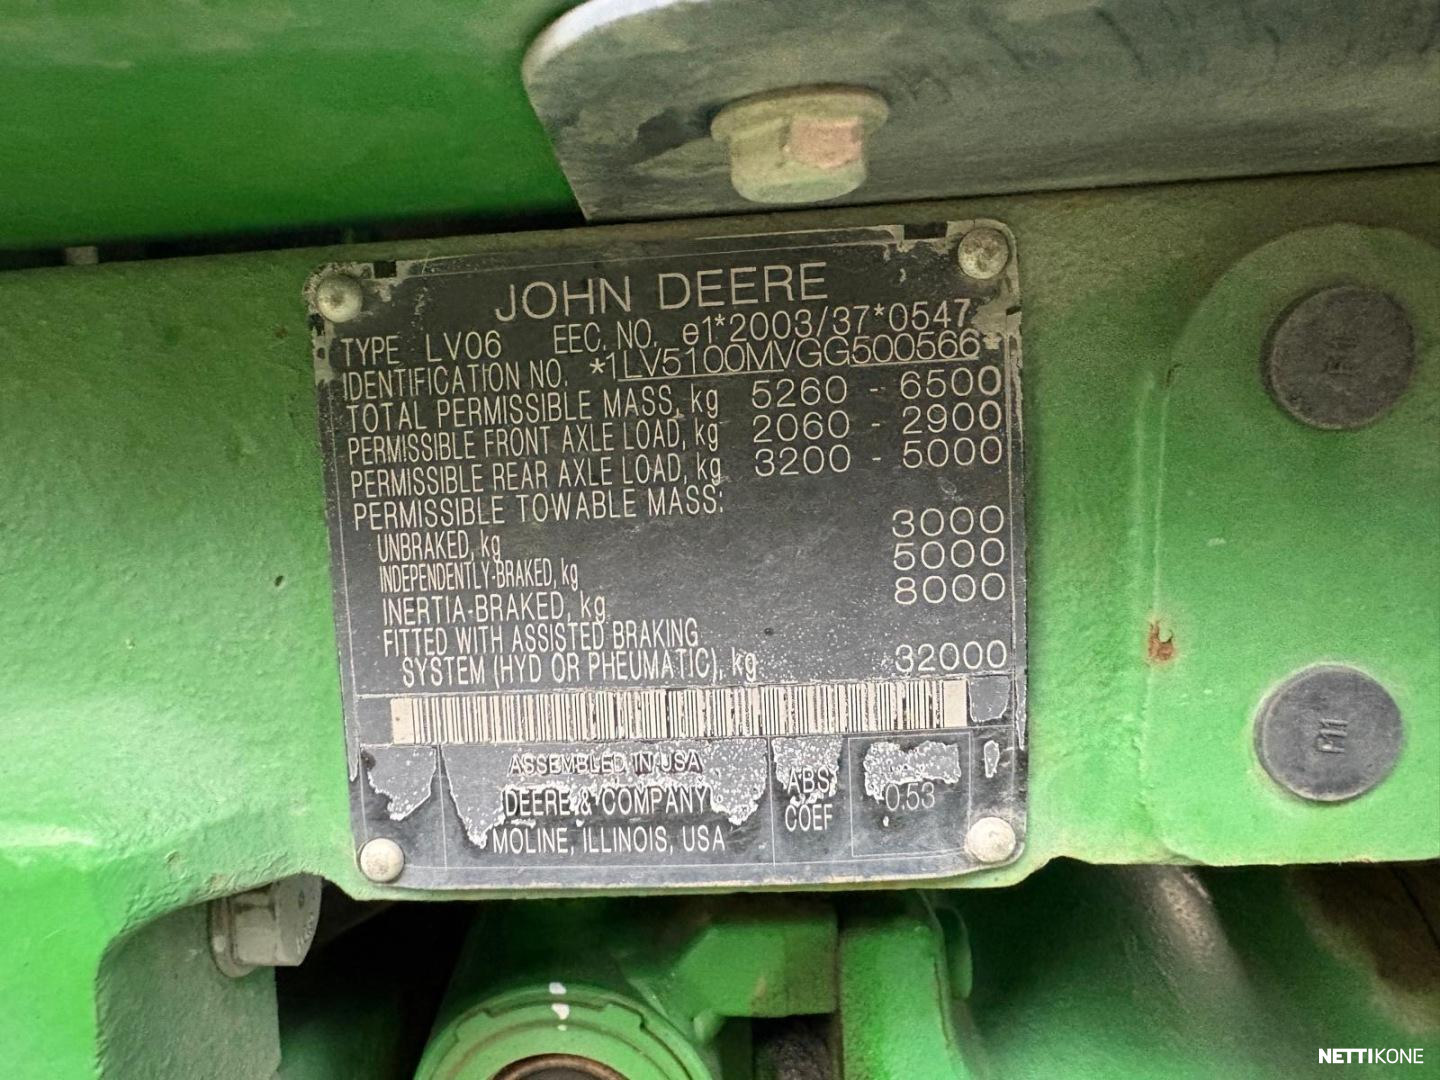 JOHN DEERE
TYPE LV06 EEC. NO. e1*2003/37*0547
IDENTIFICATION NO. *1LV5100MVGG500566*
TOTAL PERMISSIBLE MASS, kg 5260 - 6500
PERMISSIBLE FRONT AXLE LOAD, kg 2060 - 2900
PERMISSIBLE REAR AXLE LOAD, kg 3200 - 5000
PERMISSIBLE TOWABLE MASS:
UNBRAKED, kg 3000
INDEPENDENTLY-BRAKED, kg 5000
INERTIA-BRAKED, kg 8000
FITTED WITH ASSISTED BRAKING
SYSTEM (HYD OR PHEUMATIC), kg 32000
ASSEMBLED IN USA
DEERE & COMPANY
MOLINE, ILLINOIS, USA
ABS
COEF
0.53
NETTIKONE